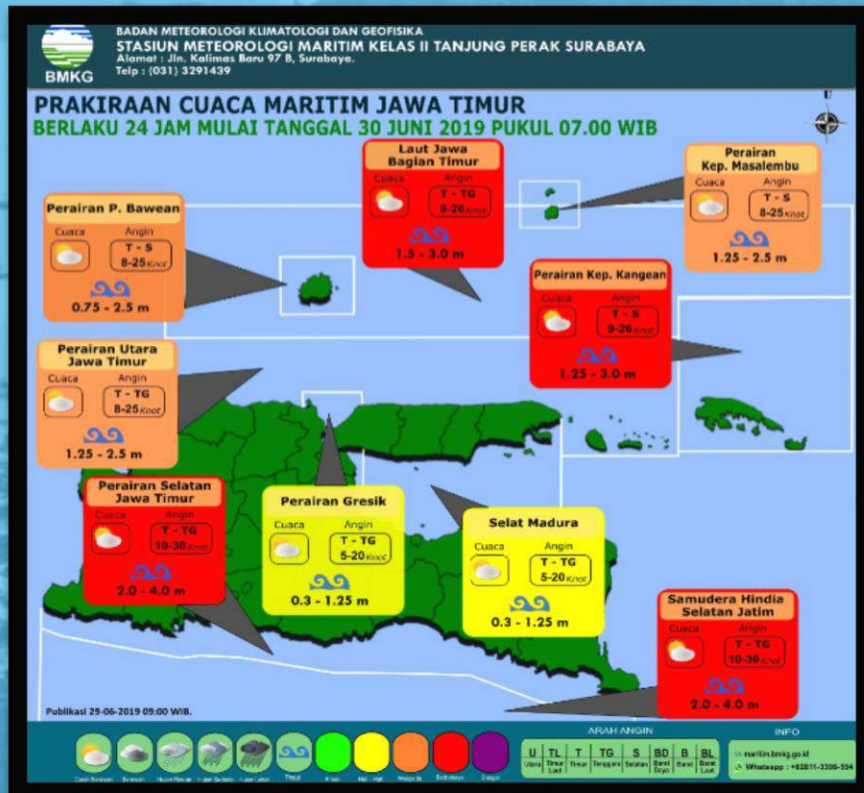 BADAN METEOROLOGI KLIMATOLOGI DAN GEOFISIKA
STASIUN METEOROLOGI MARITIM KELAS II TANJUNG PERAK SURABAYA
Alamat : Jln. Kalimas Baru 97 B, Surabaya.
Telp : (031) 3291439
BMKG
PRAKIRAAN CUACA MARITIM JAWA TIMUR
BERLAKU 24 JAM MULAI TANGGAL 30 JUNI 2019 PUKUL 07.00 WIB
U
Laut Jawa
Bagian Timur
Cuaca Angin
T - TG
9-26 Knot
1.5 - 3.0 m
Perairan
Kep. Masalembu
Cuaca Angin
T - S
8-25 Knot
1.25 - 2.5 m
Perairan P. Bawean
Cuaca Angin
T - S
8-25 Knot
0.75 - 2.5 m
Perairan Kep. Kangean
Cuaca Angin
T - S
9-26 Knot
1.25 - 3.0 m
Perairan Utara
Jawa Timur
Cuaca Angin
T - TG
8-25 Knot
1.25 - 2.5 m
Perairan Selatan
Jawa Timur
Cuaca Angin
T - TG
10-30 Knot
2.0 - 4.0 m
Perairan Gresik
Cuaca Angin
T - TG
5-20 Knot
0.3 - 1.25 m
Selat Madura
Cuaca Angin
T - TG
5-20 Knot
0.3 - 1.25 m
Samudera Hindia
Selatan Jatim
Cuaca Angin
T - TG
10-30 Knot
2.0 - 4.0 m
Publikasi 29-06-2019 09:00 WIB.
ARAH ANGIN
U TL T TG S BD B BL
Utara Timur Laut Timur Tenggara Selatan Barat Daya Barat Barat Laut
INFO
maritim.bmkg.go.id